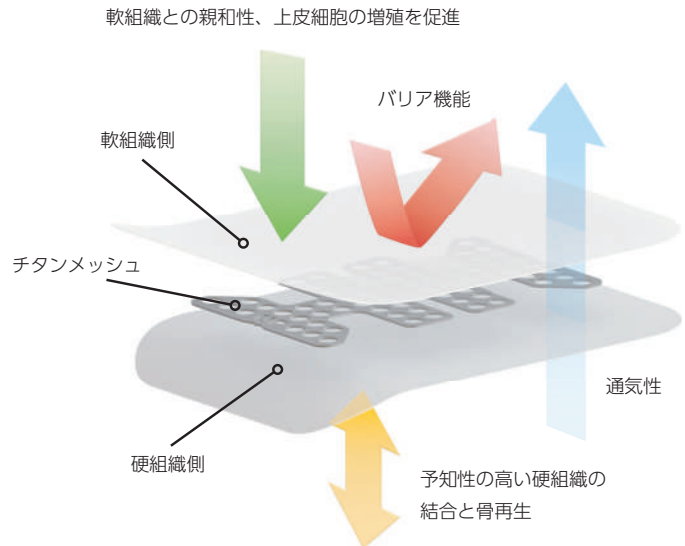 軟組織との親和性、上皮細胞の増殖を促進
バリア機能
軟組織側
チタンメッシュ
通気性
硬組織側
予知性の高い硬組織の
結合と骨再生